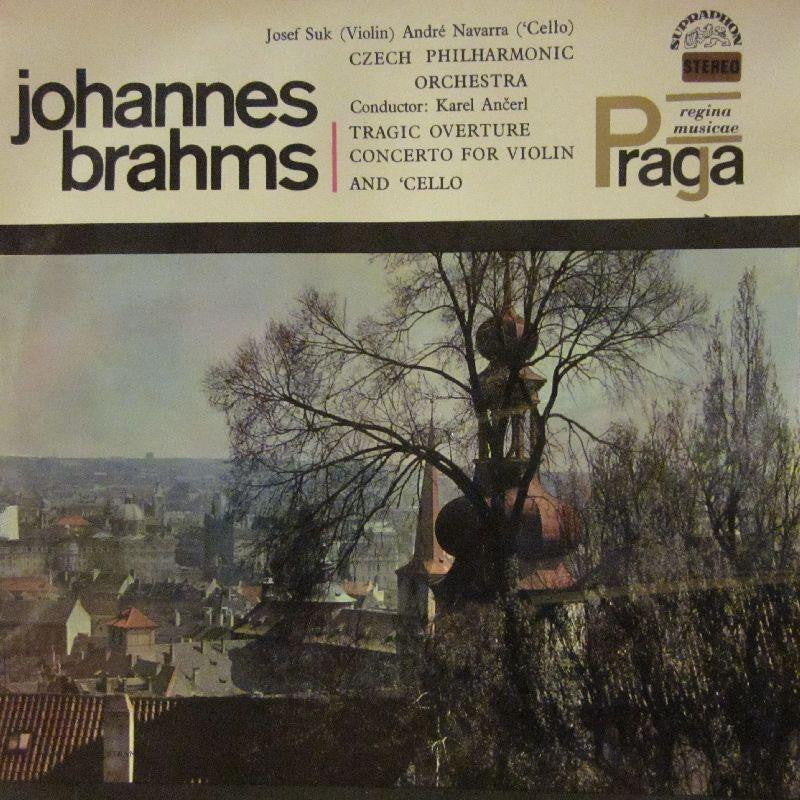 Josef Suk (Violin) André Navarra (‘Cello)
CZECH PHILHARMONIC
ORCHESTRA
Conductor: Karel Ančerl
johannes
brahms
TRAGIC OVERTURE
CONCERTO FOR VIOLIN
AND ‘CELLO
SUPRAPHON
STEREO
regina
musicae
Praga